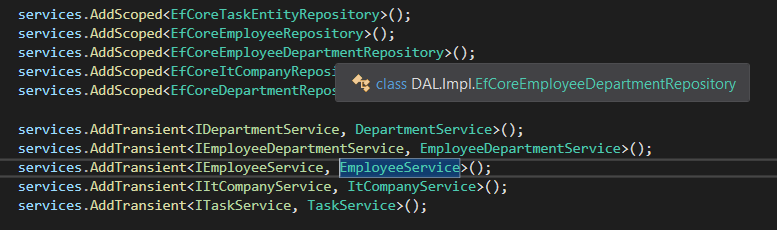 services.AddScoped<EfCoreTaskEntityRepository>();
services.AddScoped<EfCoreEmployeeRepository>();
services.AddScoped<EfCoreEmployeeDepartmentRepository>();
services.AddScoped<EfCoreItCompanyReposi
services.AddScoped<EfCoreDepartmentRepos
class DAL.Impl.EfCoreEmployeeDepartmentRepository
services.AddTransient<IDepartmentService, DepartmentService>();
services.AddTransient<IEmployeeDepartmentService, EmployeeDepartmentService>();
services.AddTransient<IEmployeeService, EmployeeService>();
services.AddTransient<IItCompanyService, ItCompanyService>();
services.AddTransient<ITaskService, TaskService>();